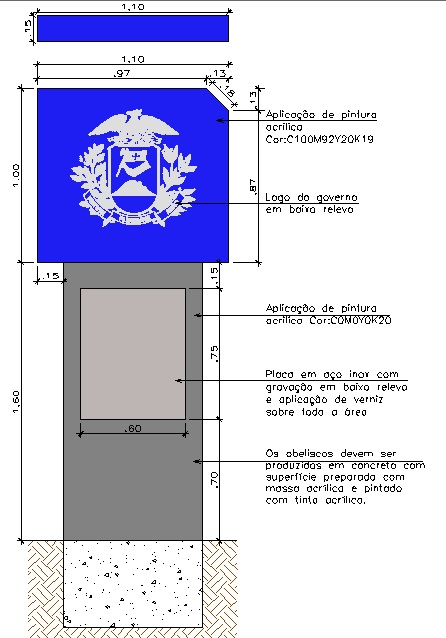 1.10
.15
1.10
.97
.13
.18
.13
Aplicação de pintura
acrílica
Cor:C100M92Y20K19
1.00
.87
Logo do governo
em baixo relevo
.15
.15
Aplicação de pintura
acrílica Cor:C0M0Y0K20
.75
Placa em aço inox com
gravação em baixo relevo
e aplicação de verniz
sobre toda a área
1.60
.60
Os obeliscos devem ser
produzidos em concreto com
superfície preparada com
massa acrílica e pintado
com tinta acrílica.
.70